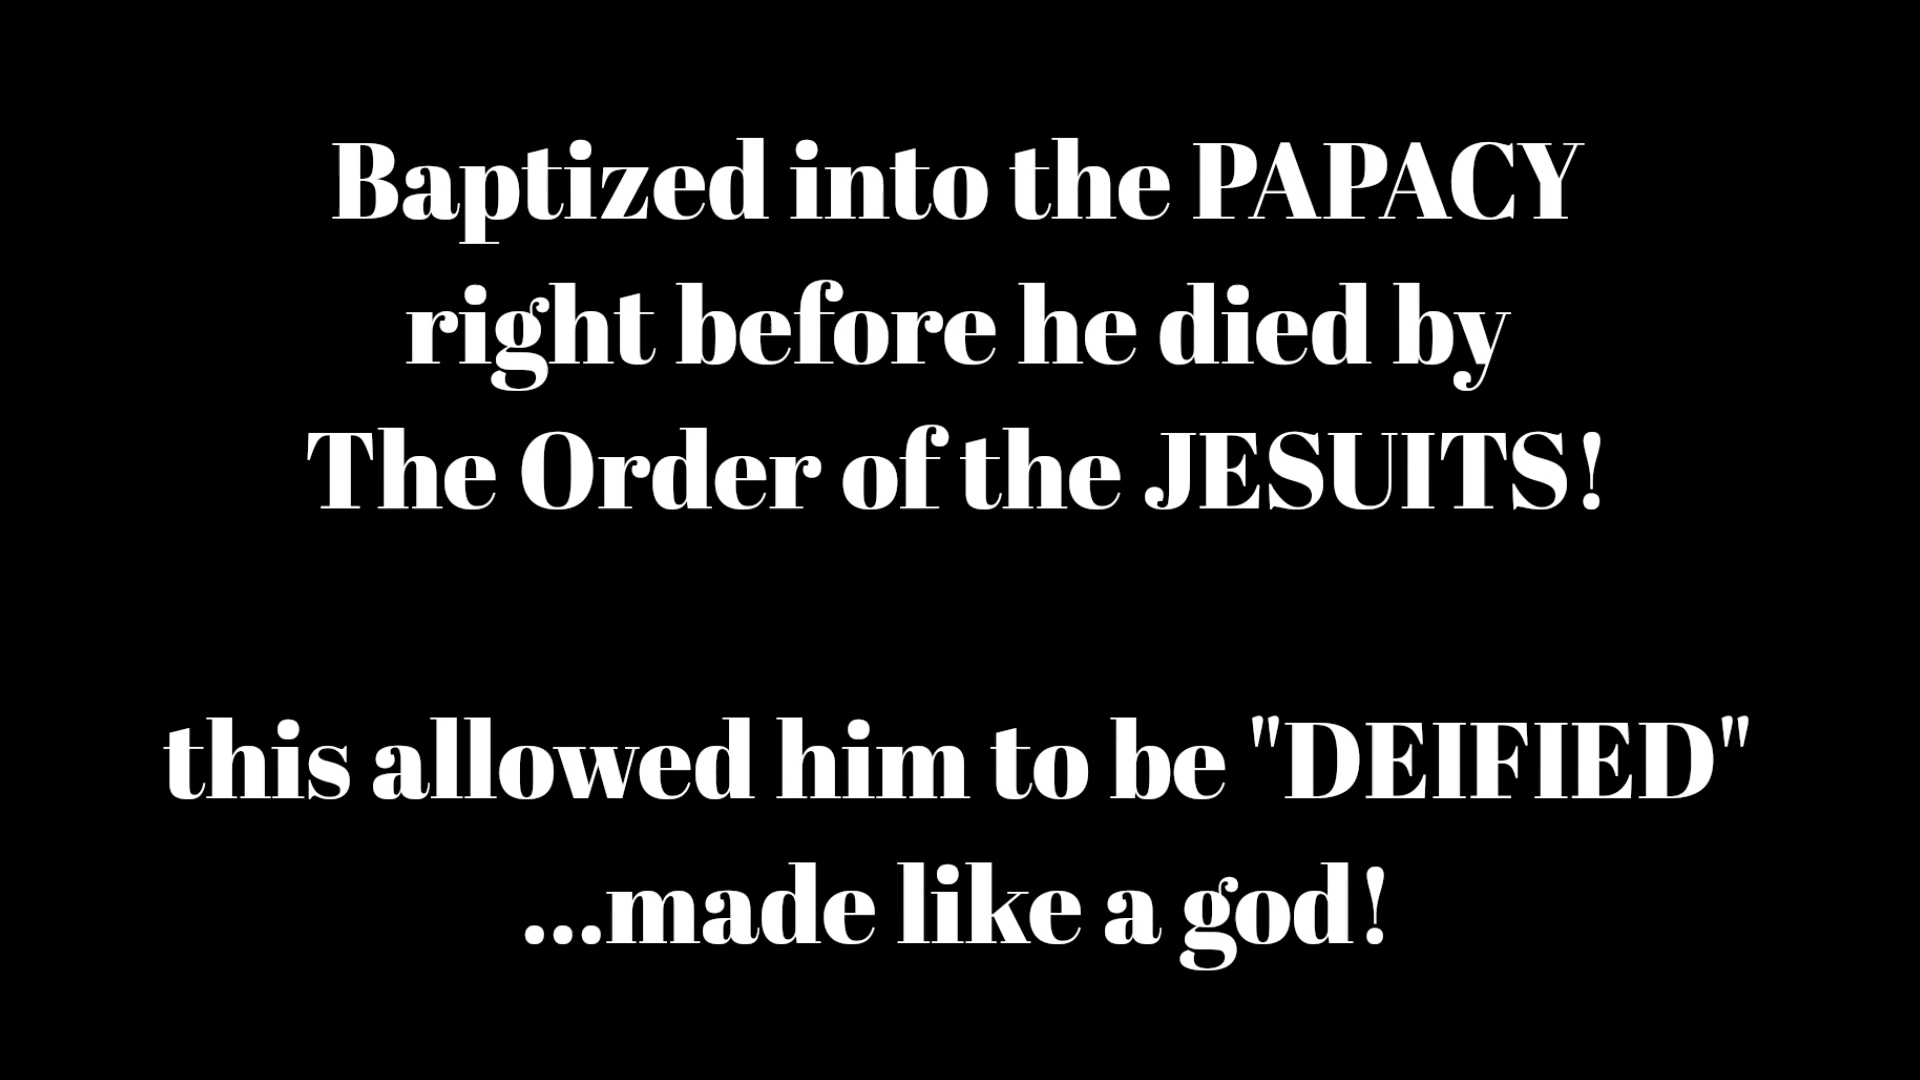 Baptized into the PAPACY
right before he died by
The Order of the JESUITS!
this allowed him to be "DEIFIED"
...made like a god!